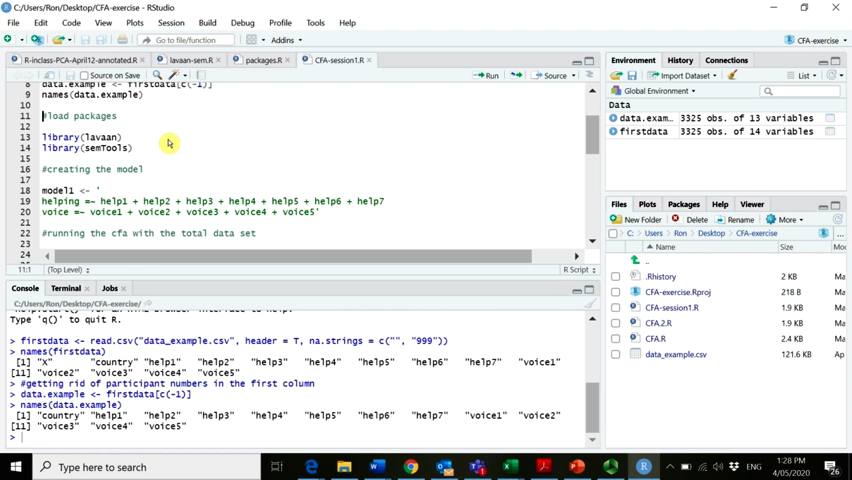 C:/Users/Ron/Desktop/CFA-exercise - RStudio
File Edit Code View Plots Session Build Debug Profile Tools Help
Go to file/function Addins CFA-exercise
R-inclass-PCA-April12-annotated.R lavaan-sem.R packages.R CFA-session1.R
Source on Save Run Source
8 data.example <- firstdata[c(-1)]
9 names(data.example)
10
11 #load packages
12
13 library(lavaan)
14 library(semTools)
15
16 #creating the model
17
18 model1 <- '
19 helping =~ help1 + help2 + help3 + help4 + help5 + help6 + help7
20 voice =~ voice1 + voice2 + voice3 + voice4 + voice5'
21
22 #running the cfa with the total data set
23
24
11:1 (Top Level) R Script
Console Terminal Jobs
C:/Users/Ron/Desktop/CFA-exercise/
Type 'q()' to quit R.
> firstdata <- read.csv("data_example.csv", header = T, na.strings = c("", "999"))
> names(firstdata)
[1] "X" "country" "help1" "help2" "help3" "help4" "help5" "help6" "help7" "voice1"
[11] "voice2" "voice3" "voice4" "voice5"
> #getting rid of participant numbers in the first column
> data.example <- firstdata[c(-1)]
> names(data.example)
[1] "country" "help1" "help2" "help3" "help4" "help5" "help6" "help7" "voice1" "voice2"
[11] "voice3" "voice4" "voice5"
>
Environment History Connections
Import Dataset List
Global Environment
Data
data.exam… 3325 obs. of 13 variables
firstdata 3325 obs. of 14 variables
Files Plots Packages Help Viewer
New Folder Delete Rename More
C: Users Ron Desktop CFA-exercise ...
Name Size Mo
..
.Rhistory 2 KB Ma
CFA-exercise.Rproj 218 B Ma
CFA-session1.R 1.9 KB Ma
CFA.2.R 1.9 KB Ma
CFA.R 2.4 KB Ma
data_example.csv 121.6 KB Ma
Type here to search
ENG
1:28 PM
4/05/2020
26